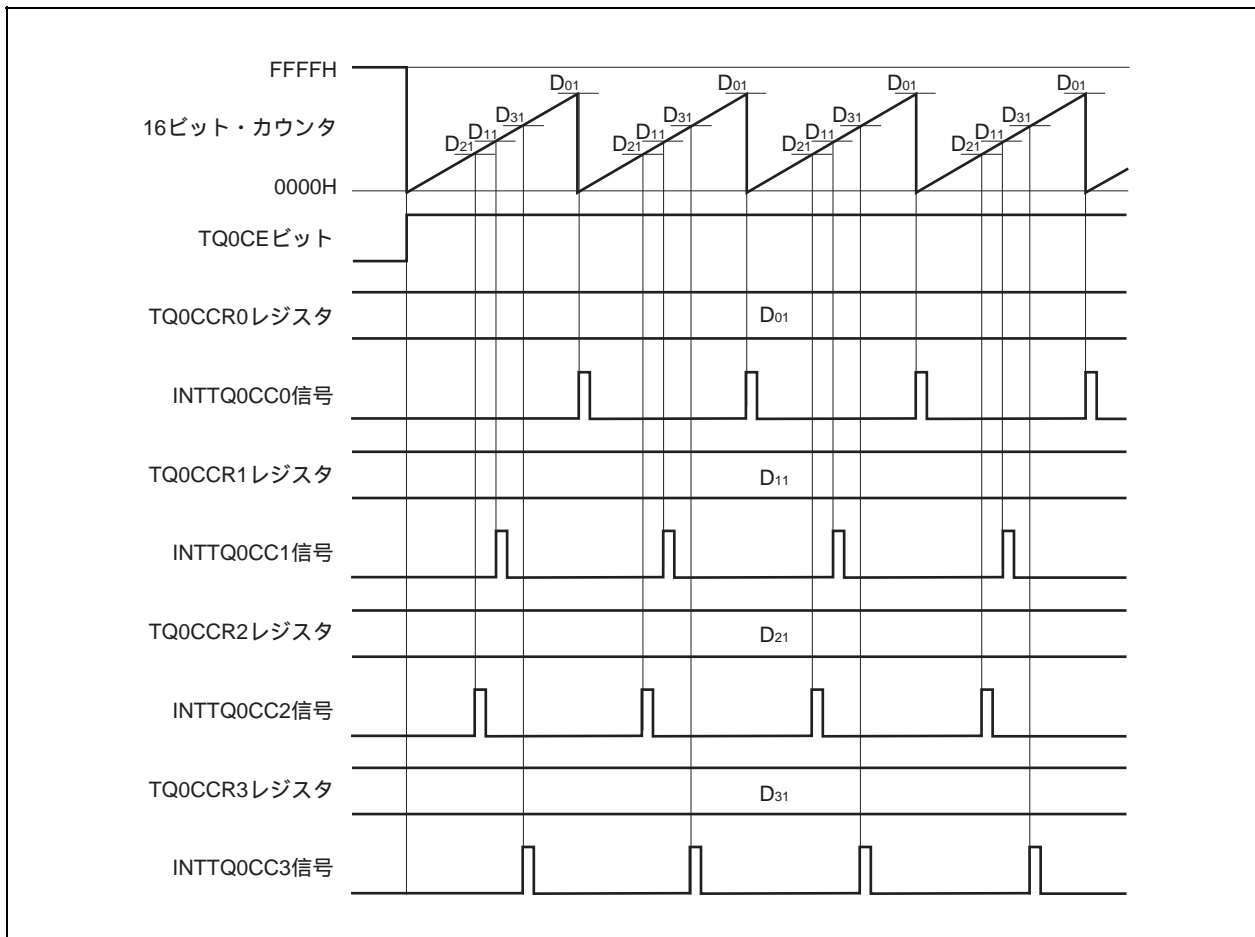 FFFFH
D01 D01 D01 D01
16ビット・カウンタ
D31 D31 D31 D31
D11 D11 D11 D11
D21 D21 D21 D21
0000H
TQ0CEビット
TQ0CCR0レジスタ D01
INTTQ0CC0信号
TQ0CCR1レジスタ D11
INTTQ0CC1信号
TQ0CCR2レジスタ D21
INTTQ0CC2信号
TQ0CCR3レジスタ D31
INTTQ0CC3信号